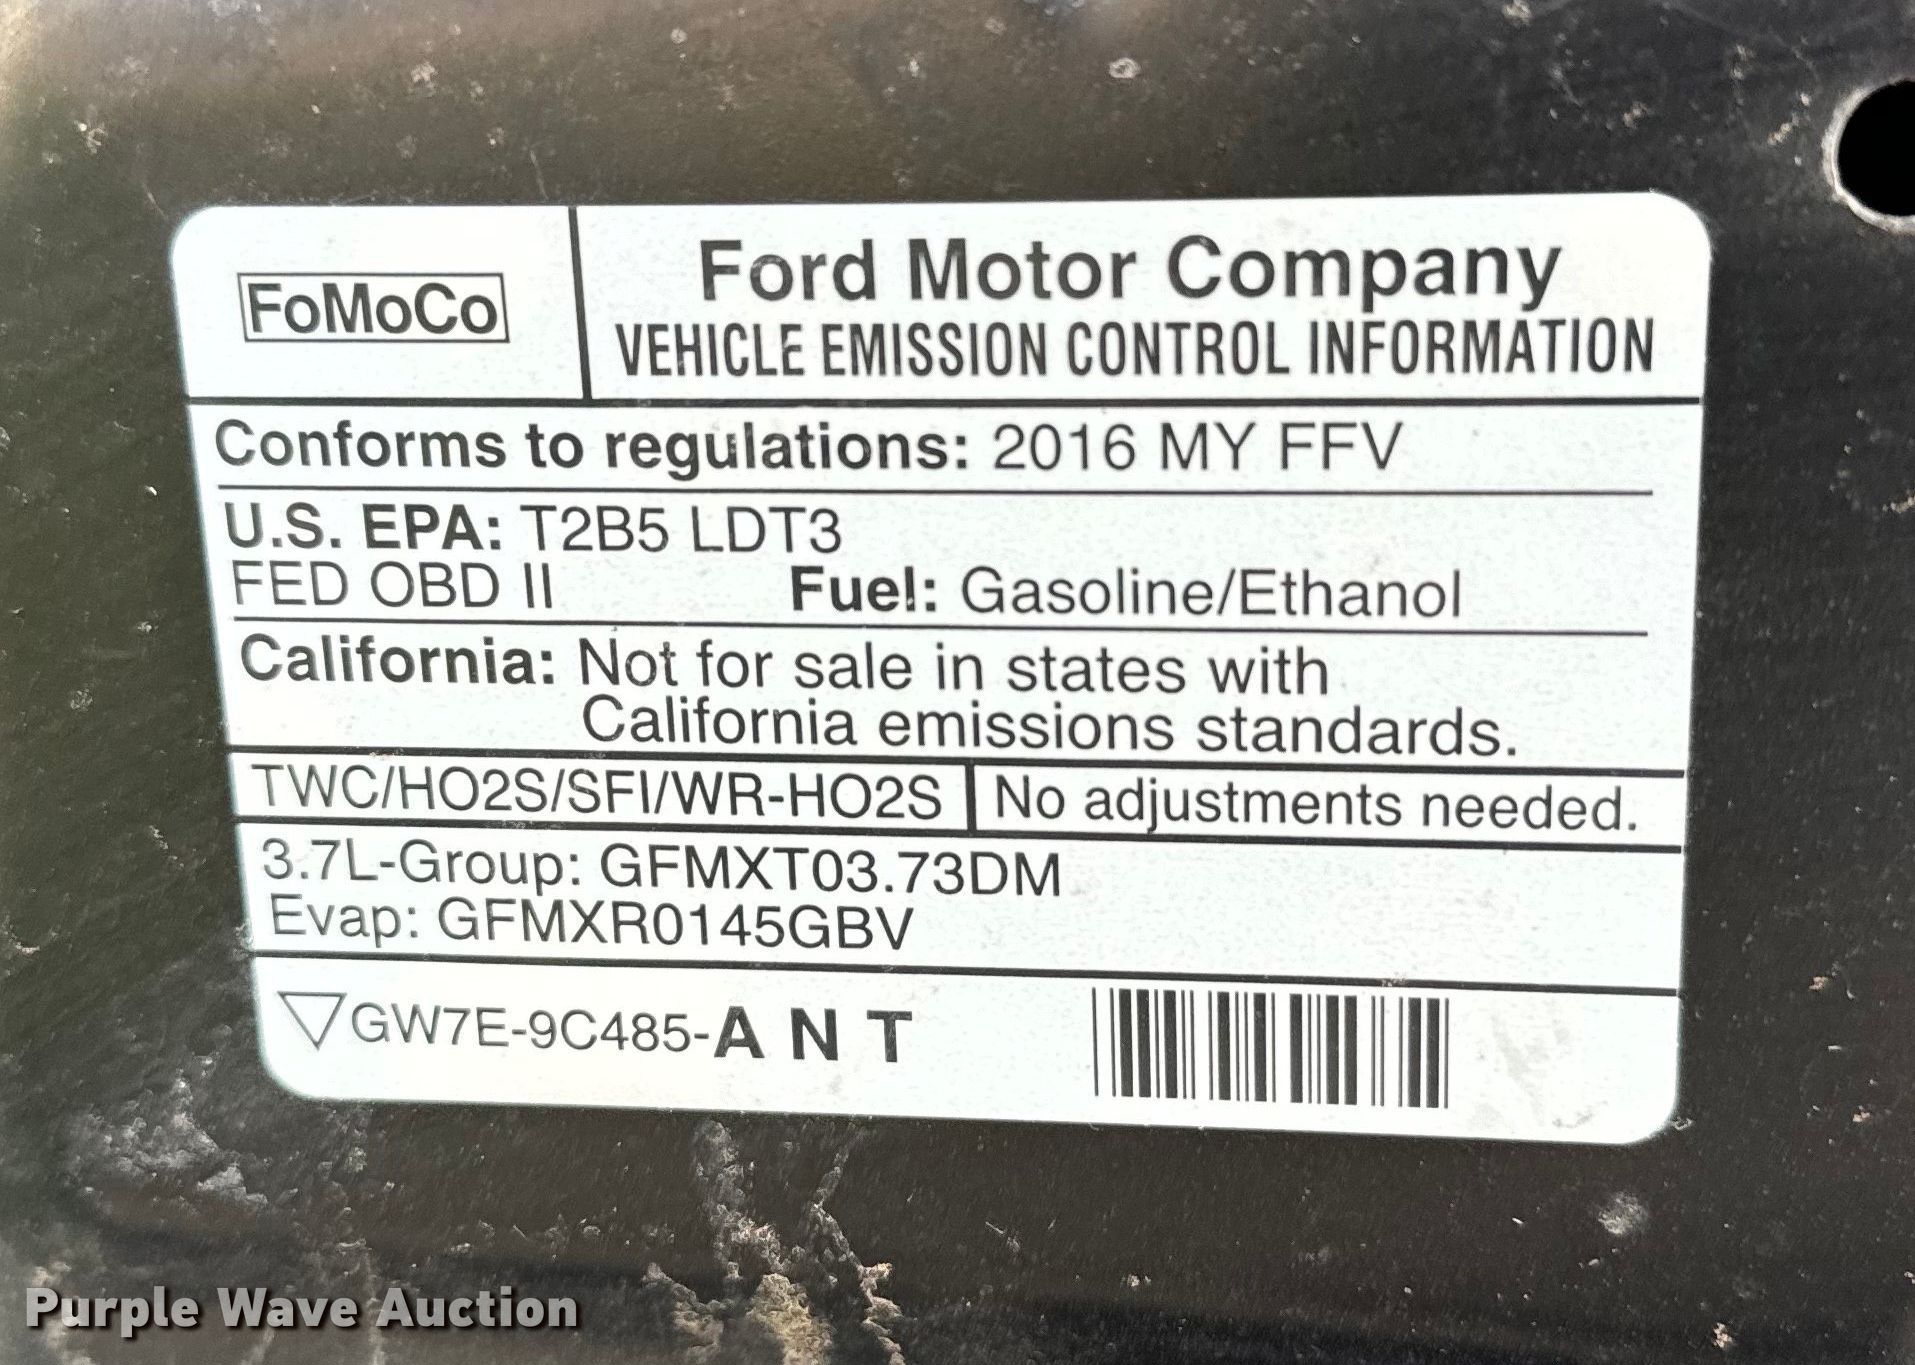 FoMoCo
Ford Motor Company
VEHICLE EMISSION CONTROL INFORMATION
Conforms to regulations: 2016 MY FFV
U.S. EPA: T2B5 LDT3
FED OBD II Fuel: Gasoline/Ethanol
California: Not for sale in states with
California emissions standards.
TWC/HO2S/SFI/WR-HO2S No adjustments needed.
3.7L-Group: GFMXT03.73DM
Evap: GFMXR0145GBV
▽GW7E-9C485-A N T
Purple Wave Auction